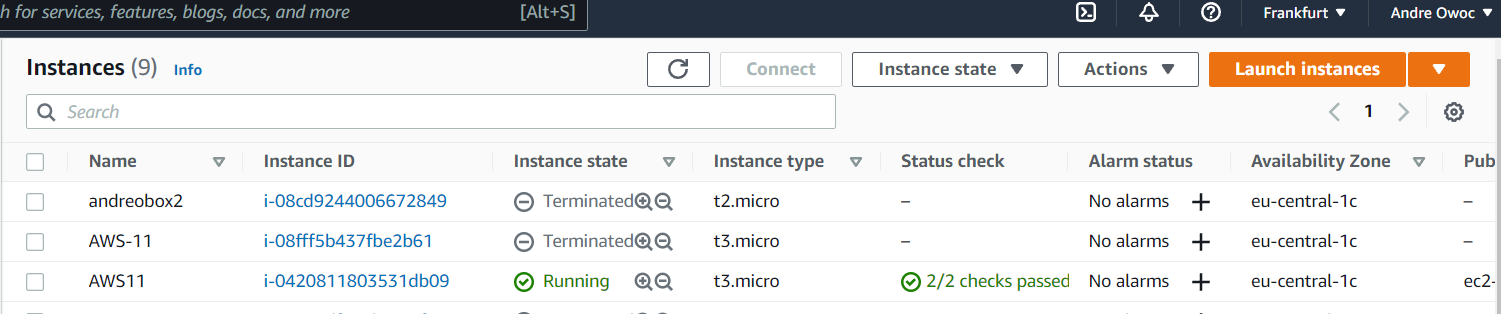 h for services, features, blogs, docs, and more [Alt+S] Frankfurt Andre Owoc
Instances (9) Info Connect Instance state Actions Launch instances
Search 1
Name Instance ID Instance state Instance type Status check Alarm status Availability Zone Pub
andreobox2 i-08cd9244006672849 Terminated t2.micro – No alarms + eu-central-1c –
AWS-11 i-08fff5b437fbe2b61 Terminated t3.micro – No alarms + eu-central-1c –
AWS11 i-0420811803531db09 Running t3.micro 2/2 checks passed No alarms + eu-central-1c ec2-